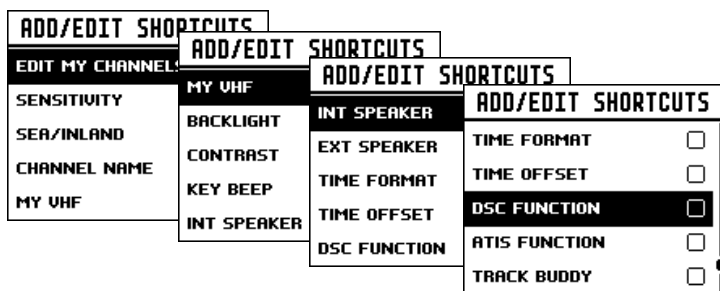 ADD/EDIT SHORTCUTS
EDIT MY CHANNELS
SENSITIVITY
SEA/INLAND
CHANNEL NAME
MY VHF
ADD/EDIT SHORTCUTS
MY VHF
BACKLIGHT
CONTRAST
KEY BEEP
INT SPEAKER
ADD/EDIT SHORTCUTS
INT SPEAKER
EXT SPEAKER
TIME FORMAT
TIME OFFSET
DSC FUNCTION
ADD/EDIT SHORTCUTS
TIME FORMAT
TIME OFFSET
DSC FUNCTION
ATIS FUNCTION
TRACK BUDDY